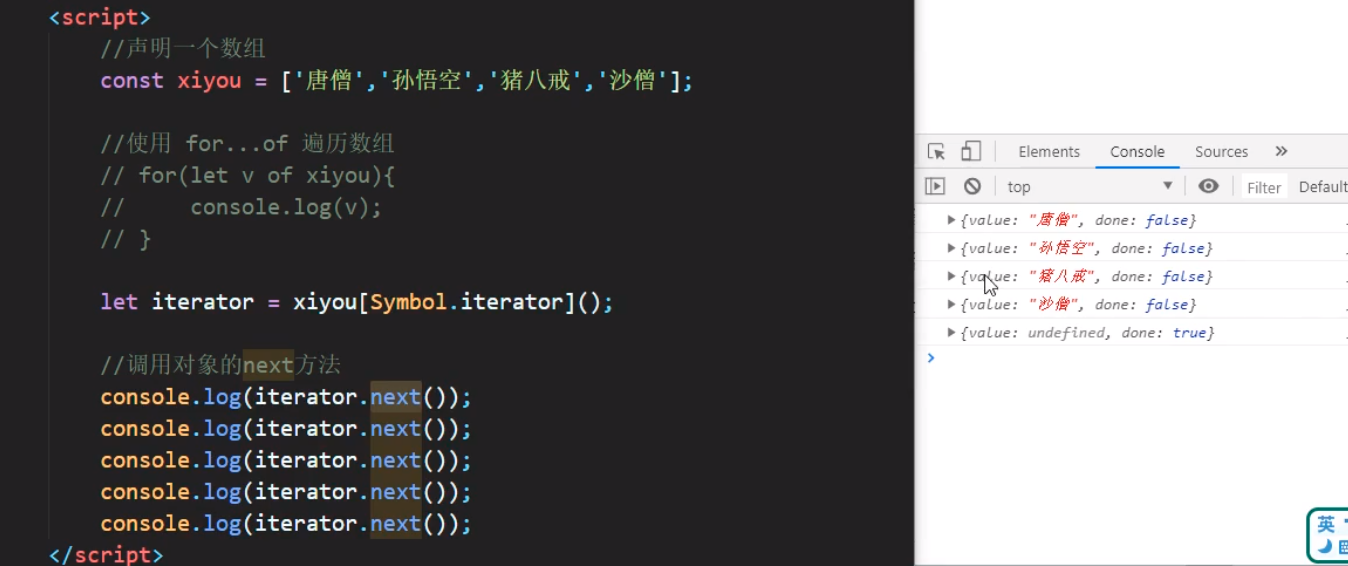 <script>
//声明一个数组
const xiyou = ['唐僧','孙悟空','猪八戒','沙僧'];
//使用 for...of 遍历数组
// for(let v of xiyou){
//     console.log(v);
// }
let iterator = xiyou[Symbol.iterator]();
//调用对象的next方法
console.log(iterator.next());
console.log(iterator.next());
console.log(iterator.next());
console.log(iterator.next());
console.log(iterator.next());
</script>
Elements Console Sources »
top Filter Default
{value: "唐僧", done: false}
{value: "孙悟空", done: false}
{value: "猪八戒", done: false}
{value: "沙僧", done: false}
{value: undefined, done: true}
英